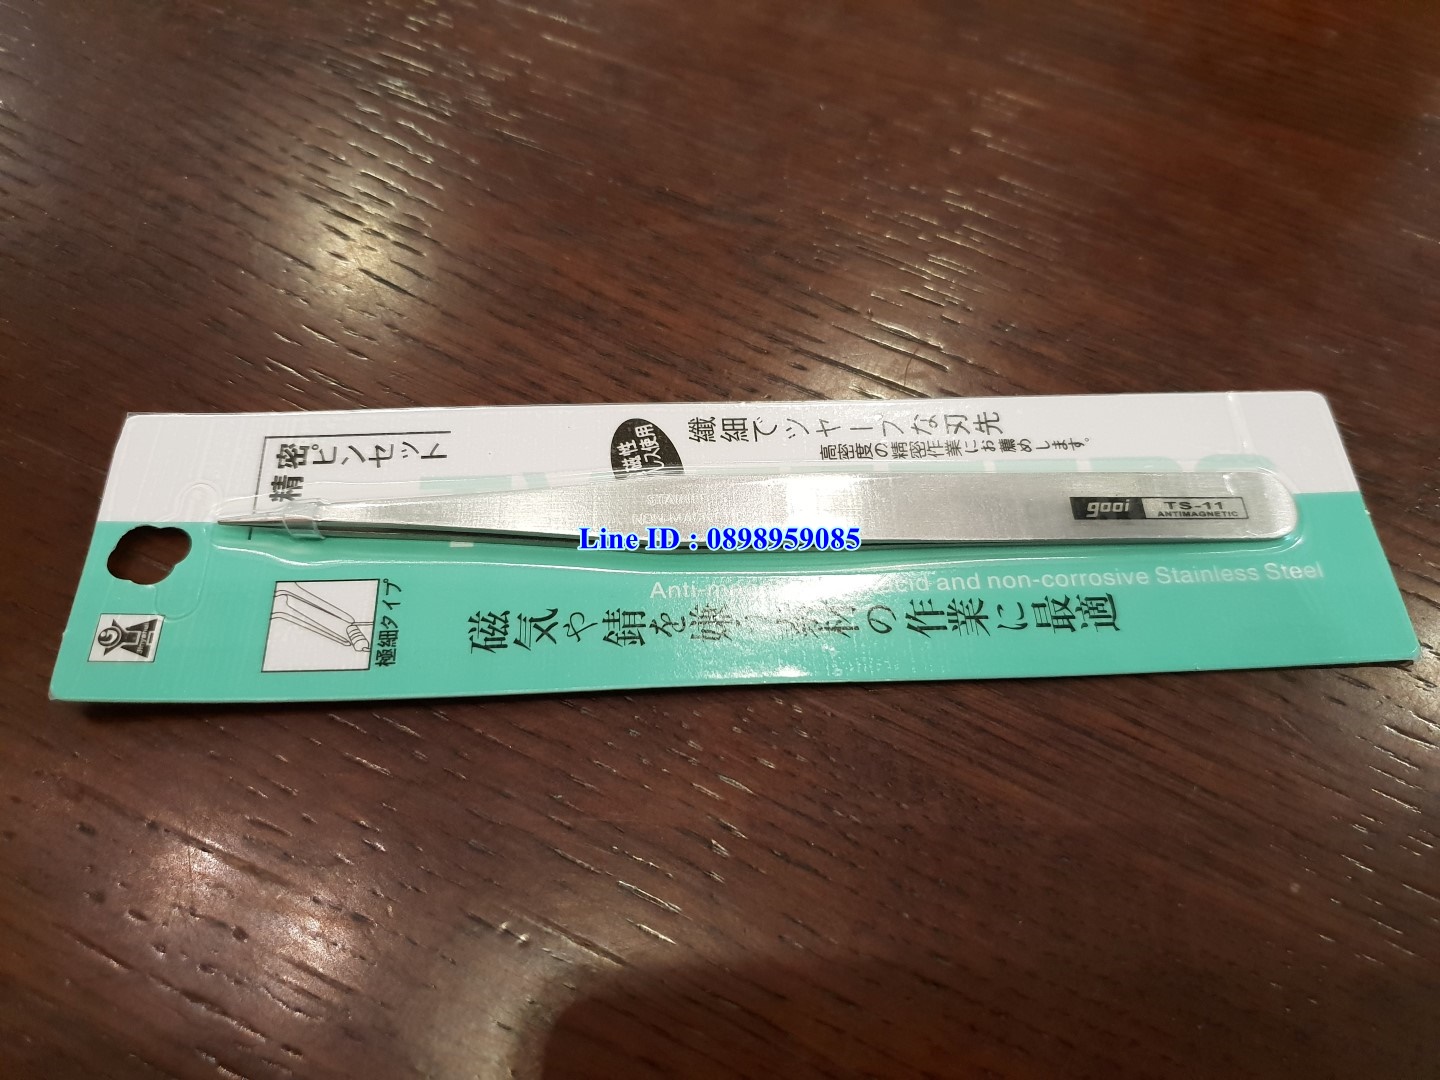 精密ピンセット
繊細でシャープな刃先
高密度の精密作業にお薦めします。
gooi
TS-11
ANTIMAGNETIC
Line ID : 0898959085
acid and non-corrosive Stainless Steel
極細タイプ
磁気や錆を嫌 の作業に最適